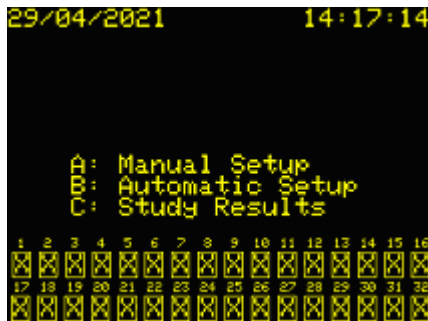 29/04/2021 14:17:14
A: Manual Setup
B: Automatic Setup
C: Study Results
1 2 3 4 5 6 7 8 9 10 11 12 13 14 15 16
17 18 19 20 21 22 23 24 25 26 27 28 29 30 31 32